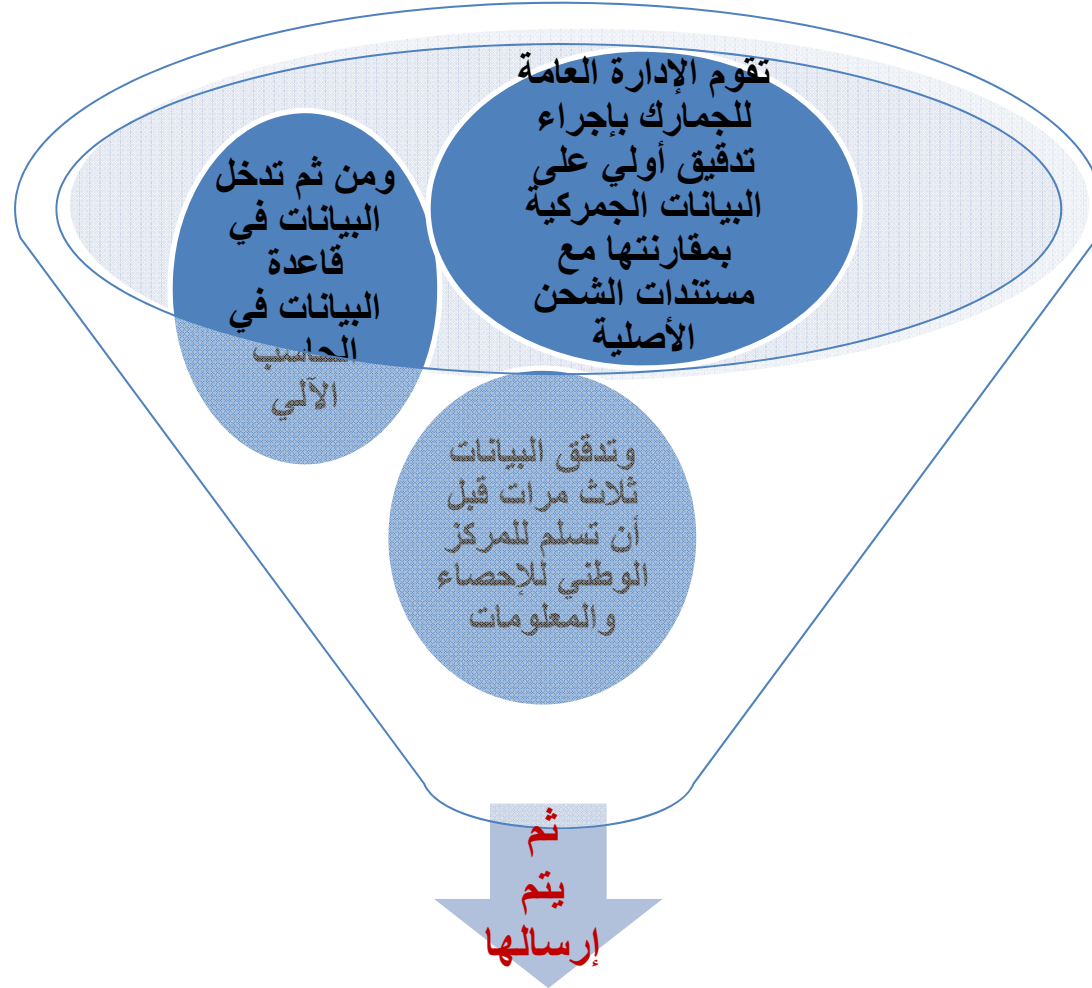 تقوم الإدارة العامة
للجمارك بإجراء
تدقيق أولي على
البيانات الجمركية
بمقارنتها مع
مستندات الشحن
الأصلية
ومن ثم تدخل
البيانات في
قاعدة
البيانات في
الحاسب
الآلي
وتدقق البيانات
ثلاث مرات قبل
أن تسلم للمركز
الوطني للإحصاء
والمعلومات
ثم
يتم
إرسالها